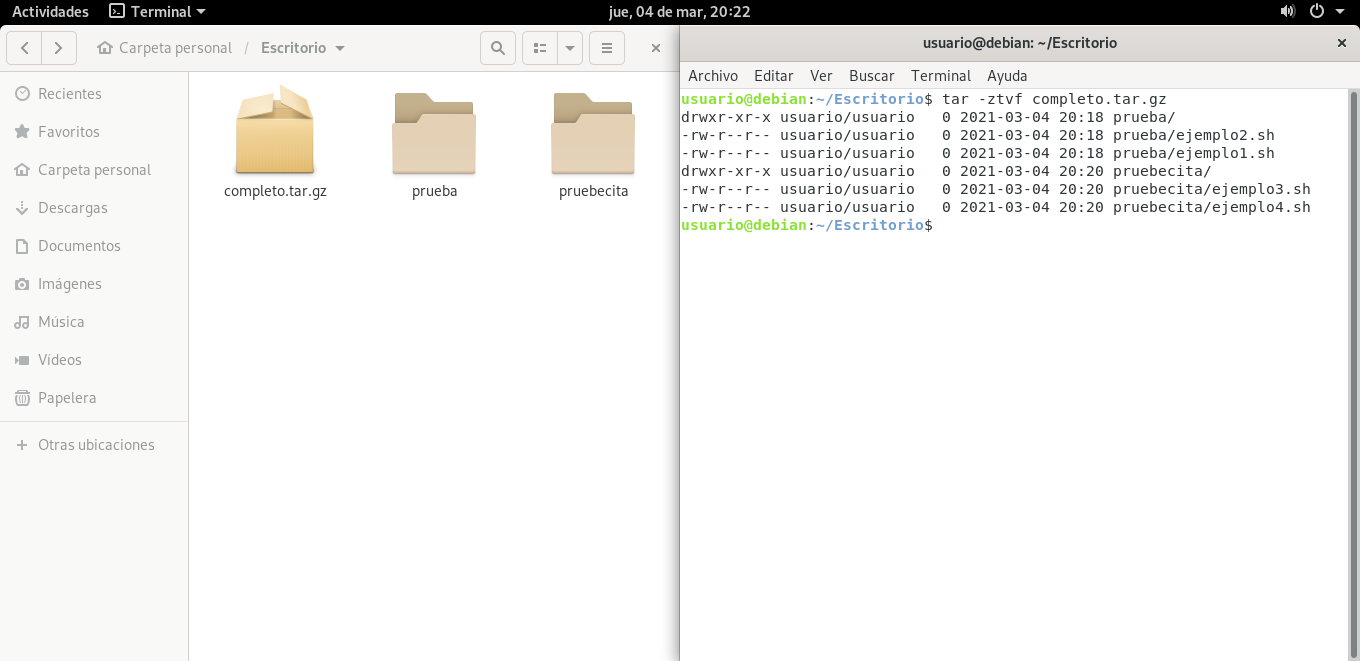 Actividades Terminal jue, 04 de mar, 20:22
Carpeta personal / Escritorio
Recientes
Favoritos
Carpeta personal
Descargas
Documentos
Imágenes
Música
Vídeos
Papelera
+ Otras ubicaciones
completo.tar.gz prueba pruebecita
usuario@debian: ~/Escritorio
Archivo Editar Ver Buscar Terminal Ayuda
usuario@debian:~/Escritorio$ tar -ztvf completo.tar.gz
drwxr-xr-x usuario/usuario   0 2021-03-04 20:18 prueba/
-rw-r--r-- usuario/usuario   0 2021-03-04 20:18 prueba/ejemplo2.sh
-rw-r--r-- usuario/usuario   0 2021-03-04 20:18 prueba/ejemplo1.sh
drwxr-xr-x usuario/usuario   0 2021-03-04 20:20 pruebecita/
-rw-r--r-- usuario/usuario   0 2021-03-04 20:20 pruebecita/ejemplo3.sh
-rw-r--r-- usuario/usuario   0 2021-03-04 20:20 pruebecita/ejemplo4.sh
usuario@debian:~/Escritorio$